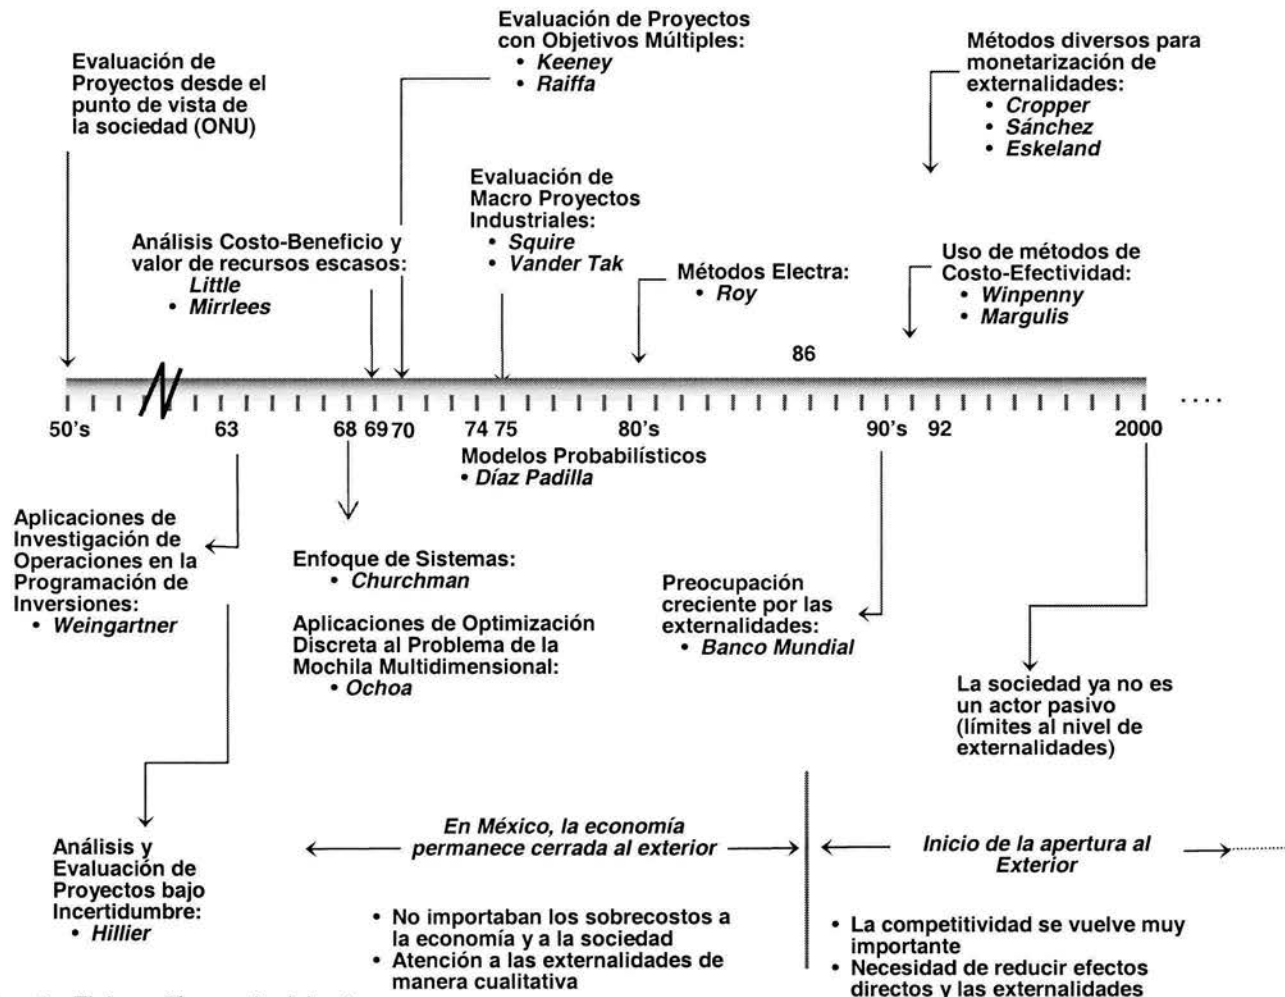 Evaluación de
Proyectos desde el
punto de vista de
la sociedad (ONU)
Evaluación de Proyectos
con Objetivos Múltiples:
• Keeney
• Raiffa
Métodos diversos para
monetarización de
externalidades:
• Cropper
• Sánchez
• Eskeland
Análisis Costo-Beneficio y
valor de recursos escasos:
Little
• Mirrlees
Evaluación de
Macro Proyectos
Industriales:
• Squire
• Vander Tak
Métodos Electra:
• Roy
Uso de métodos de
Costo-Efectividad:
• Winpenny
• Margulis
86
50's 63 68 69 70 74 75 80's 90's 92 2000
Modelos Probabilísticos
• Díaz Padilla
Aplicaciones de
Investigación de
Operaciones en la
Programación de
Inversiones:
• Weingartner
Enfoque de Sistemas:
• Churchman
Aplicaciones de Optimización
Discreta al Problema de la
Mochila Multidimensional:
• Ochoa
Preocupación
creciente por las
externalidades:
• Banco Mundial
La sociedad ya no es
un actor pasivo
(límites al nivel de
externalidades)
Análisis y
Evaluación de
Proyectos bajo
Incertidumbre:
• Hillier
En México, la economía
permanece cerrada al exterior
Inicio de la apertura al
Exterior
• No importaban los sobrecostos a
la economía y a la sociedad
• Atención a las externalidades de
manera cualitativa
• La competitividad se vuelve muy
importante
• Necesidad de reducir efectos
directos y las externalidades